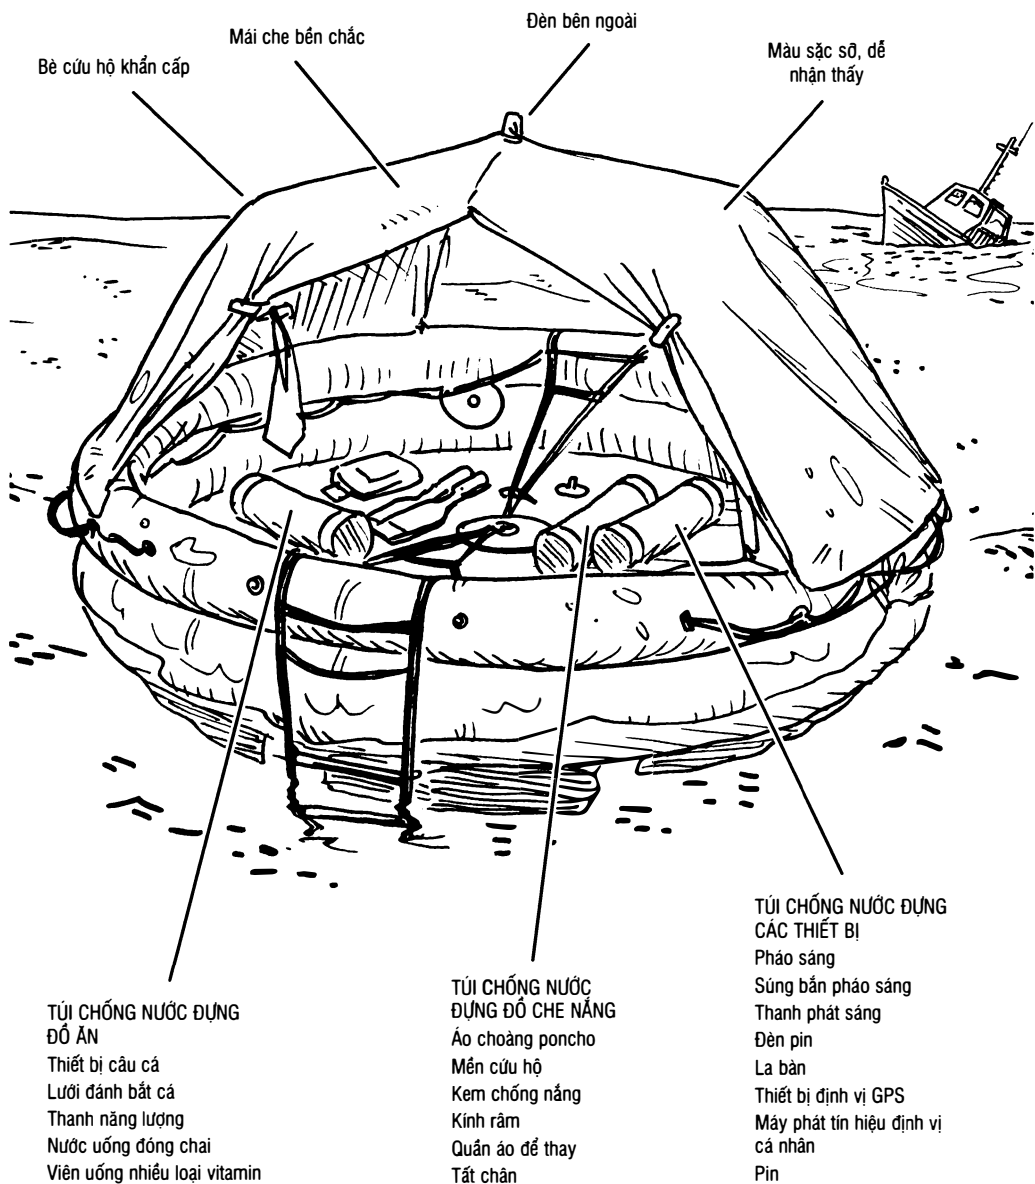 Bè cứu hộ khẩn cấp
Mái che bền chắc
Đèn bên ngoài
Màu sặc sỡ, dễ
nhận thấy
TÚI CHỐNG NƯỚC ĐỰNG
ĐỒ ĂN
Thiết bị câu cá
Lưới đánh bắt cá
Thanh năng lượng
Nước uống đóng chai
Viên uống nhiều loại vitamin
TÚI CHỐNG NƯỚC
ĐỰNG ĐỒ CHE NẮNG
Áo choàng poncho
Mền cứu hộ
Kem chống nắng
Kính râm
Quần áo để thay
Tất chân
TÚI CHỐNG NƯỚC ĐỰNG
CÁC THIẾT BỊ
Pháo sáng
Súng bắn pháo sáng
Thanh phát sáng
Đèn pin
La bàn
Thiết bị định vị GPS
Máy phát tín hiệu định vị
cá nhân
Pin